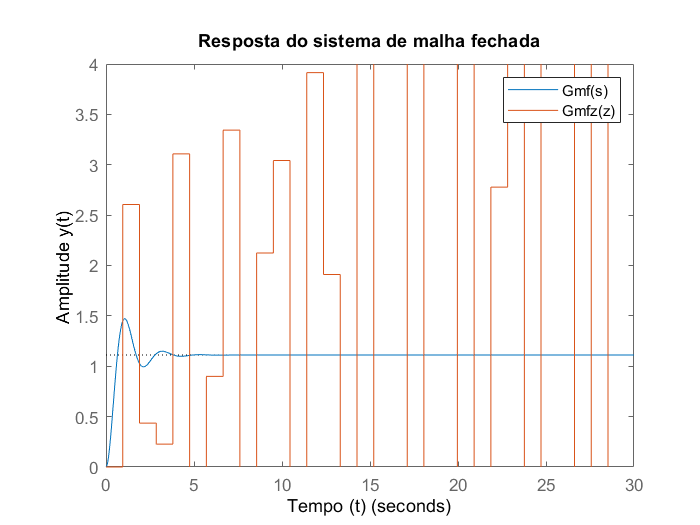 Resposta do sistema de malha fechada
4
3.5
3
2.5
2
1.5
1
0.5
0
Amplitude y(t)
Gmf(s)
Gmfz(z)
0 5 10 15 20 25 30
Tempo (t) (seconds)